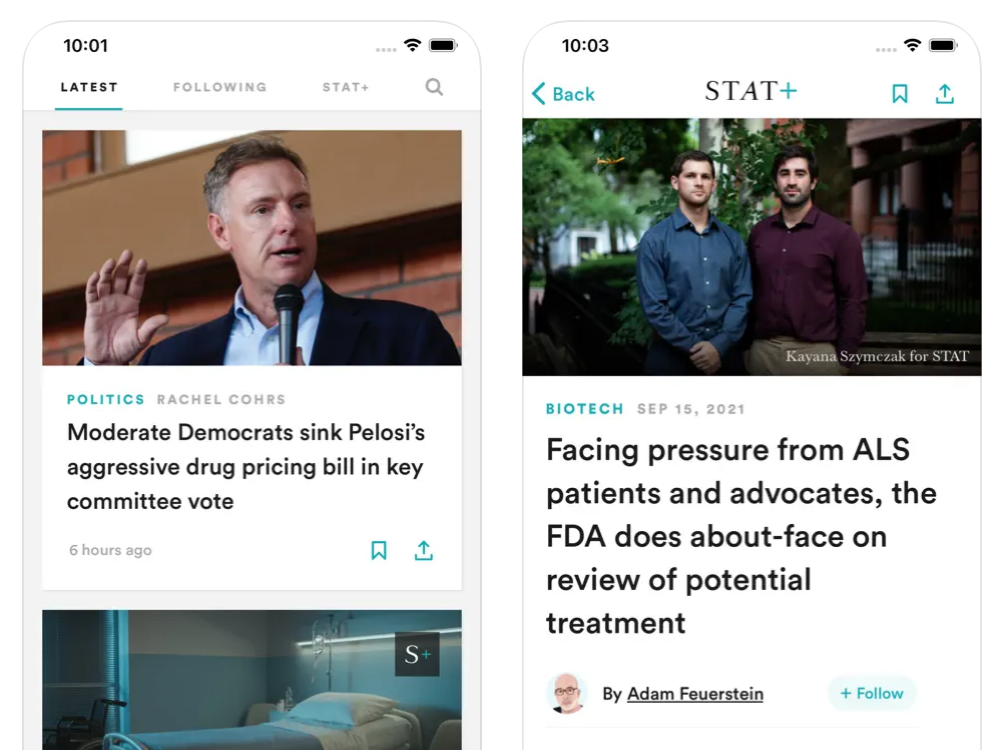 10:01
LATEST FOLLOWING STAT+
POLITICS RACHEL COHRS
Moderate Democrats sink Pelosi’s
aggressive drug pricing bill in key
committee vote
6 hours ago
S+
10:03
Back STAT+
Kayana Szymczak for STAT
BIOTECH SEP 15, 2021
Facing pressure from ALS
patients and advocates, the
FDA does about-face on
review of potential
treatment
By Adam Feuerstein + Follow